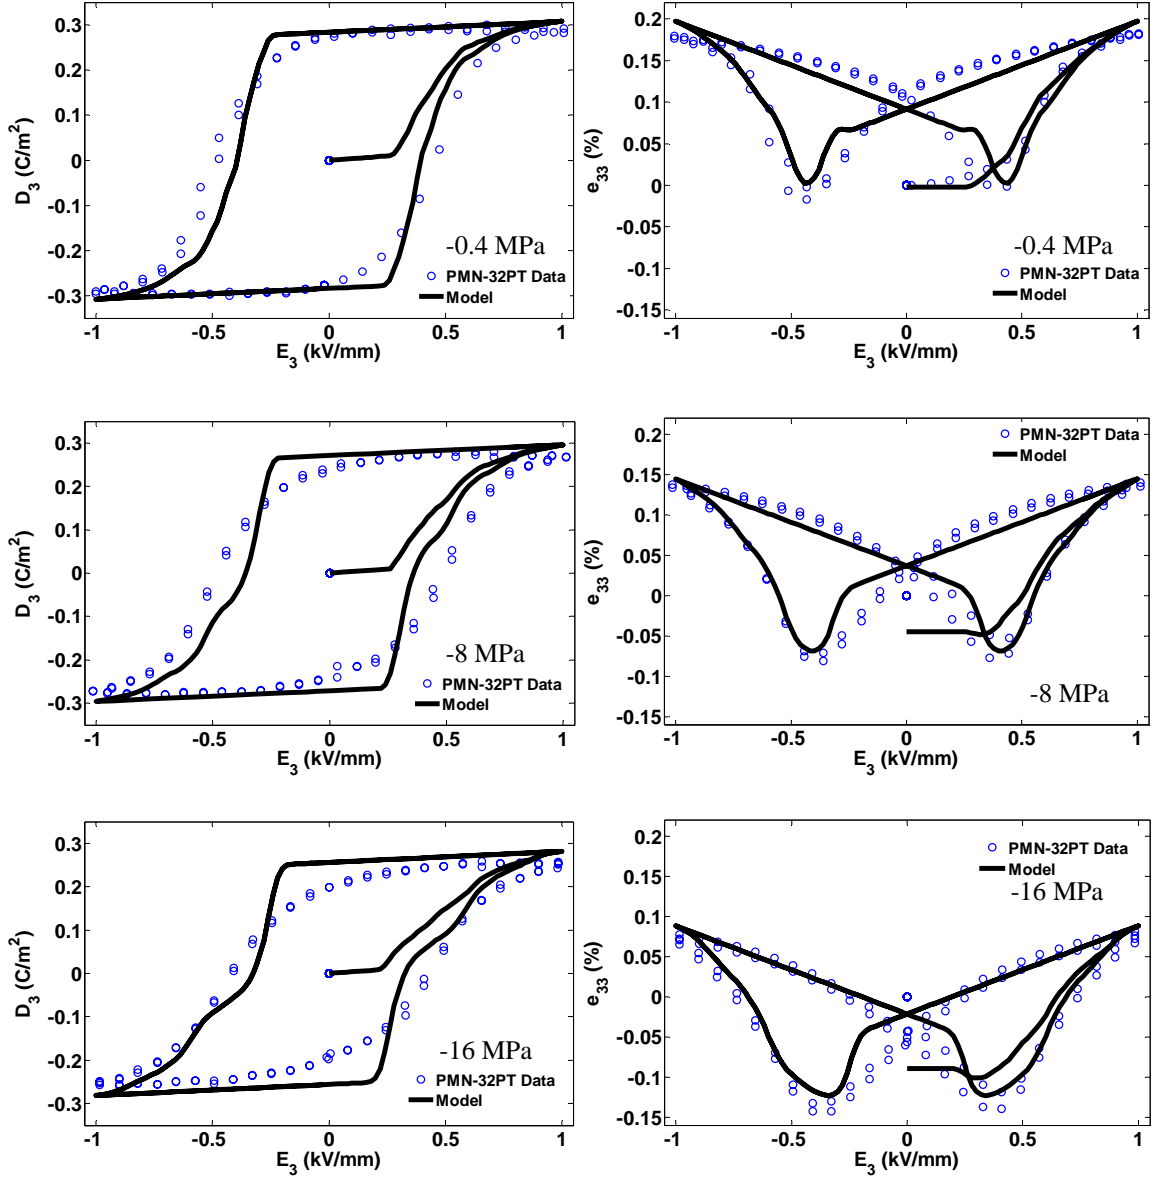 0.3
0.2
0.1
0
-0.1
-0.2
-0.3
D3 (C/m2)
-0.4 MPa
PMN-32PT Data
Model
-1 -0.5 0 0.5 1
E3 (kV/mm)
0.2
0.15
0.1
0.05
0
-0.05
-0.1
-0.15
e33 (%)
-0.4 MPa
PMN-32PT Data
Model
-1 -0.5 0 0.5 1
E3 (kV/mm)
0.3
0.2
0.1
0
-0.1
-0.2
-0.3
D3 (C/m2)
-8 MPa
PMN-32PT Data
Model
-1 -0.5 0 0.5 1
E3 (kV/mm)
0.2
0.15
0.1
0.05
0
-0.05
-0.1
-0.15
e33 (%)
PMN-32PT Data
Model
-8 MPa
-1 -0.5 0 0.5 1
E3 (kV/mm)
0.3
0.2
0.1
0
-0.1
-0.2
-0.3
D3 (C/m2)
-16 MPa
PMN-32PT Data
Model
-1 -0.5 0 0.5 1
E3 (kV/mm)
0.2
0.15
0.1
0.05
0
-0.05
-0.1
-0.15
e33 (%)
PMN-32PT Data
Model
-16 MPa
-1 -0.5 0 0.5 1
E3 (kV/mm)